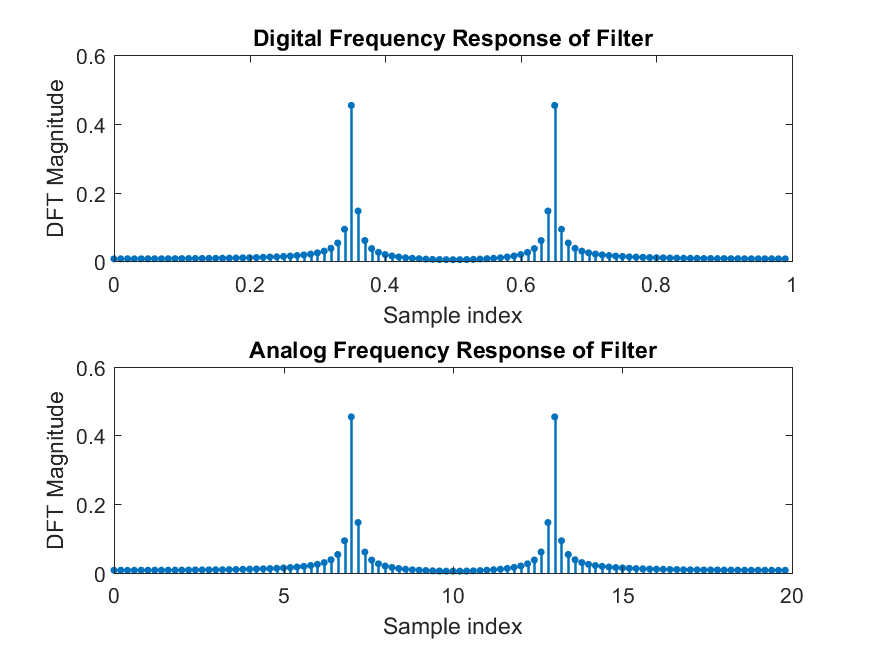 Digital Frequency Response of Filter
0.6
0.4
0.2
0
DFT Magnitude
0 0.2 0.4 0.6 0.8 1
Sample index
Analog Frequency Response of Filter
0.6
0.4
0.2
0
DFT Magnitude
0 5 10 15 20
Sample index